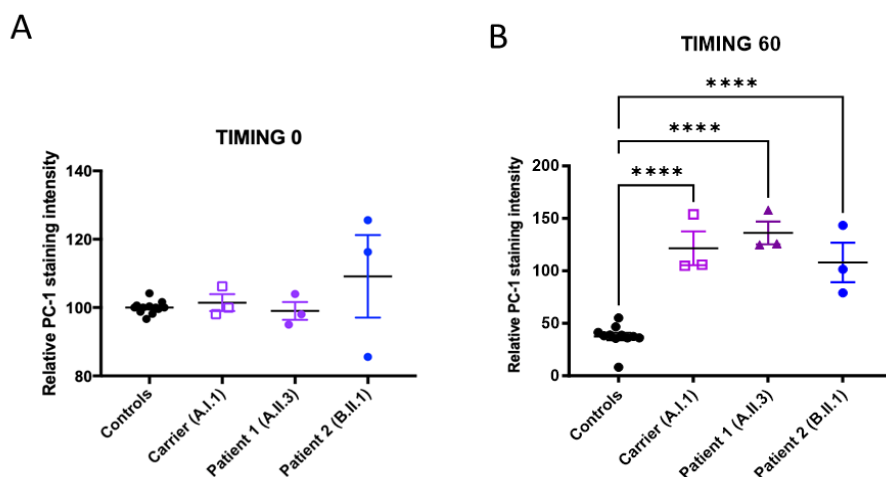 A
TIMING 0
Relative PC-1 staining intensity
140
120
100
80
Controls
Carrier (A.I.1)
Patient 1 (A.II.3)
Patient 2 (B.II.1)
B
TIMING 60
****
****
****
Relative PC-1 staining intensity
200
150
100
50
0
Controls
Carrier (A.I.1)
Patient 1 (A.II.3)
Patient 2 (B.II.1)